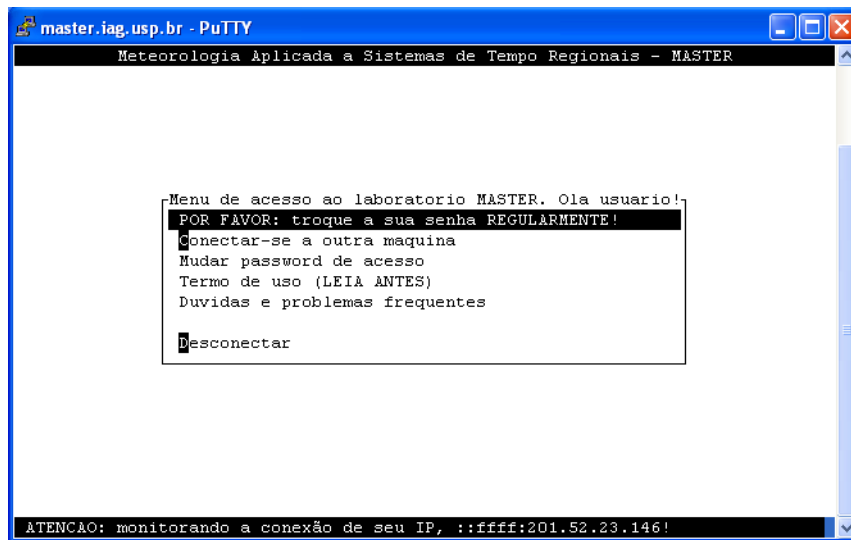 master.iag.usp.br - PuTTY
Meteorologia Aplicada a Sistemas de Tempo Regionais - MASTER
Menu de acesso ao laboratorio MASTER. Ola usuario!
POR FAVOR: troque a sua senha REGULARMENTE!
Conectar-se a outra maquina
Mudar password de acesso
Termo de uso (LEIA ANTES)
Duvidas e problemas frequentes
Desconectar
ATENCAO: monitorando a conexão de seu IP, ::ffff:201.52.23.146!